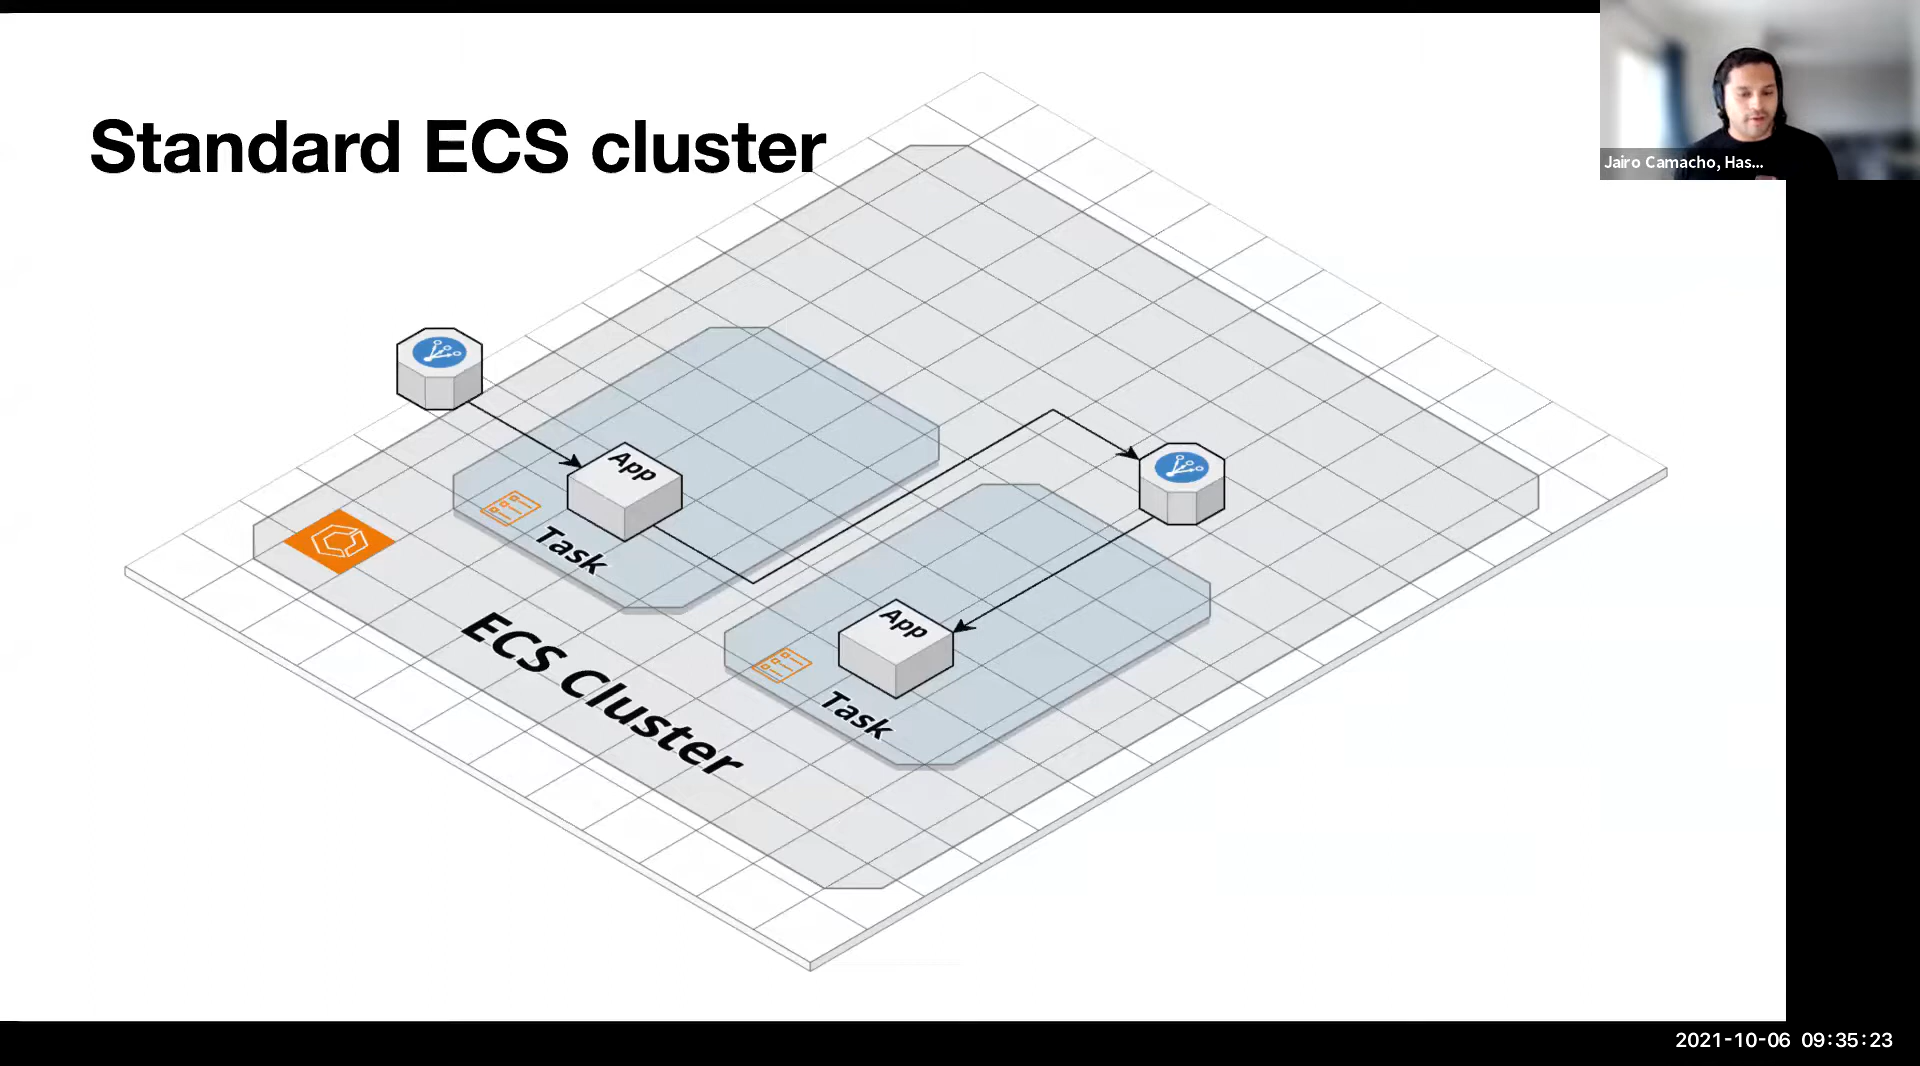 Standard ECS cluster
Jairo Camacho, Has...
App
Task
App
Task
ECS Cluster
2021-10-06 09:35:23